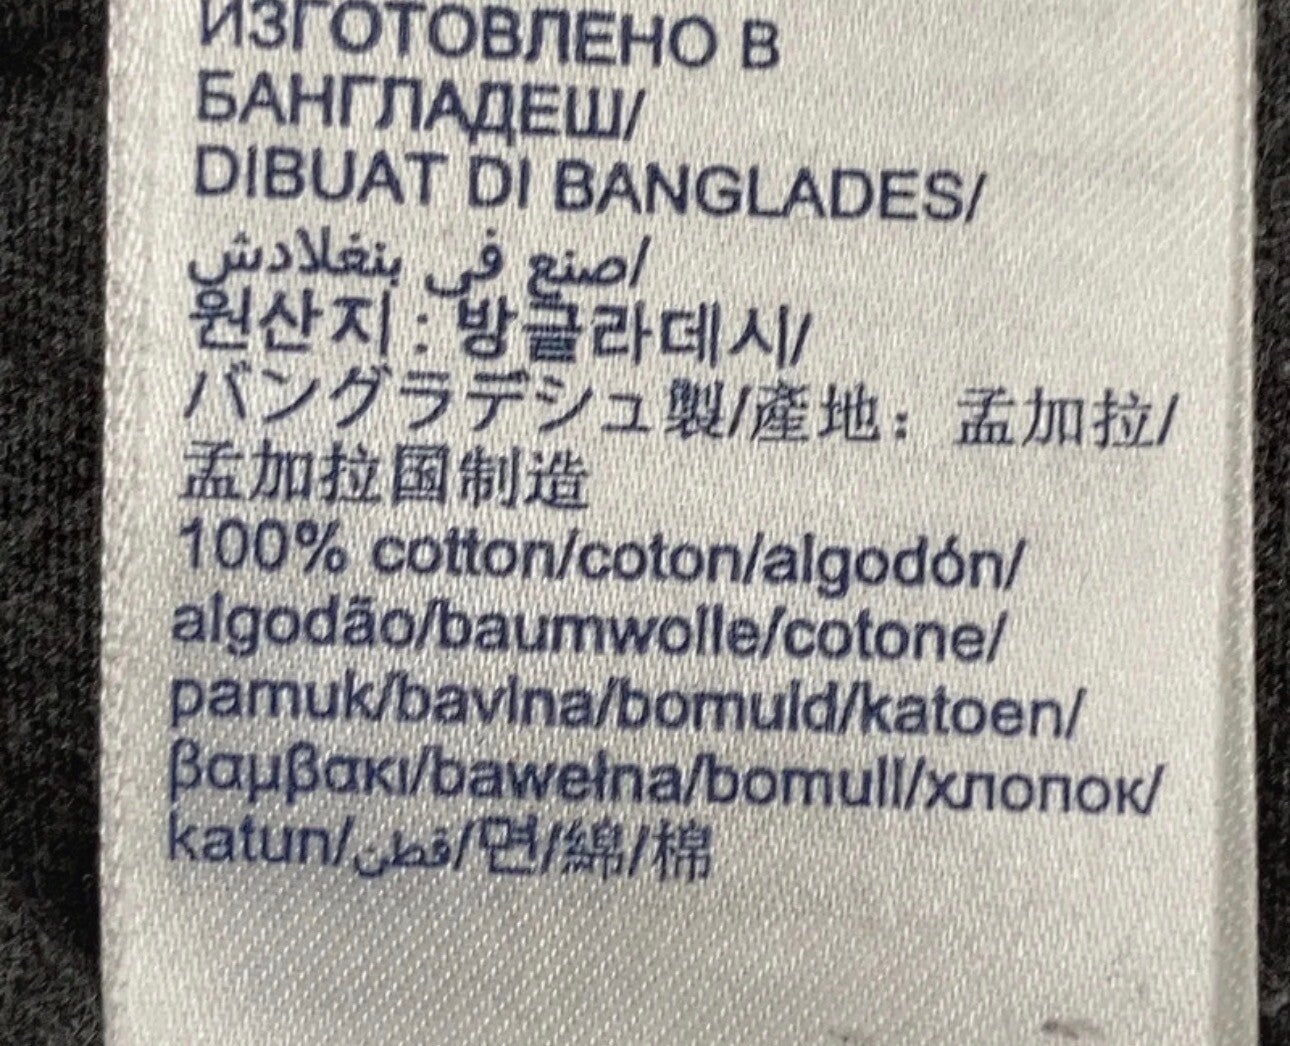 ИЗГОТОВЛЕНО В
БАНГЛАДЕШ/
DIBUAT DI BANGLADES/
صنع في بنغلادش/
원산지 : 방글라데시/
バングラデシュ製/產地：孟加拉/
孟加拉国制造
100% cotton/coton/algodón/
algodão/baumwolle/cotone/
pamuk/bavlna/bomuld/katoen/
βαμβακι/bawełna/bomull/хлопок/
katun/قطن/면/綿/棉